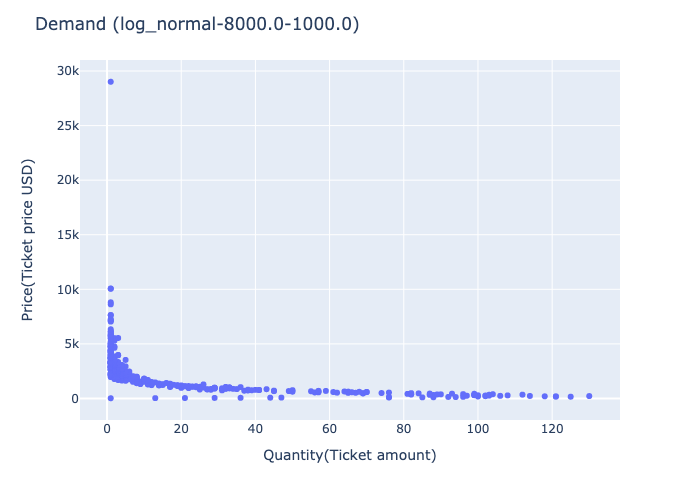 Demand (log_normal-8000.0-1000.0)
30k
25k
20k
15k
10k
5k
0
Price(Ticket price USD)
0 20 40 60 80 100 120
Quantity(Ticket amount)